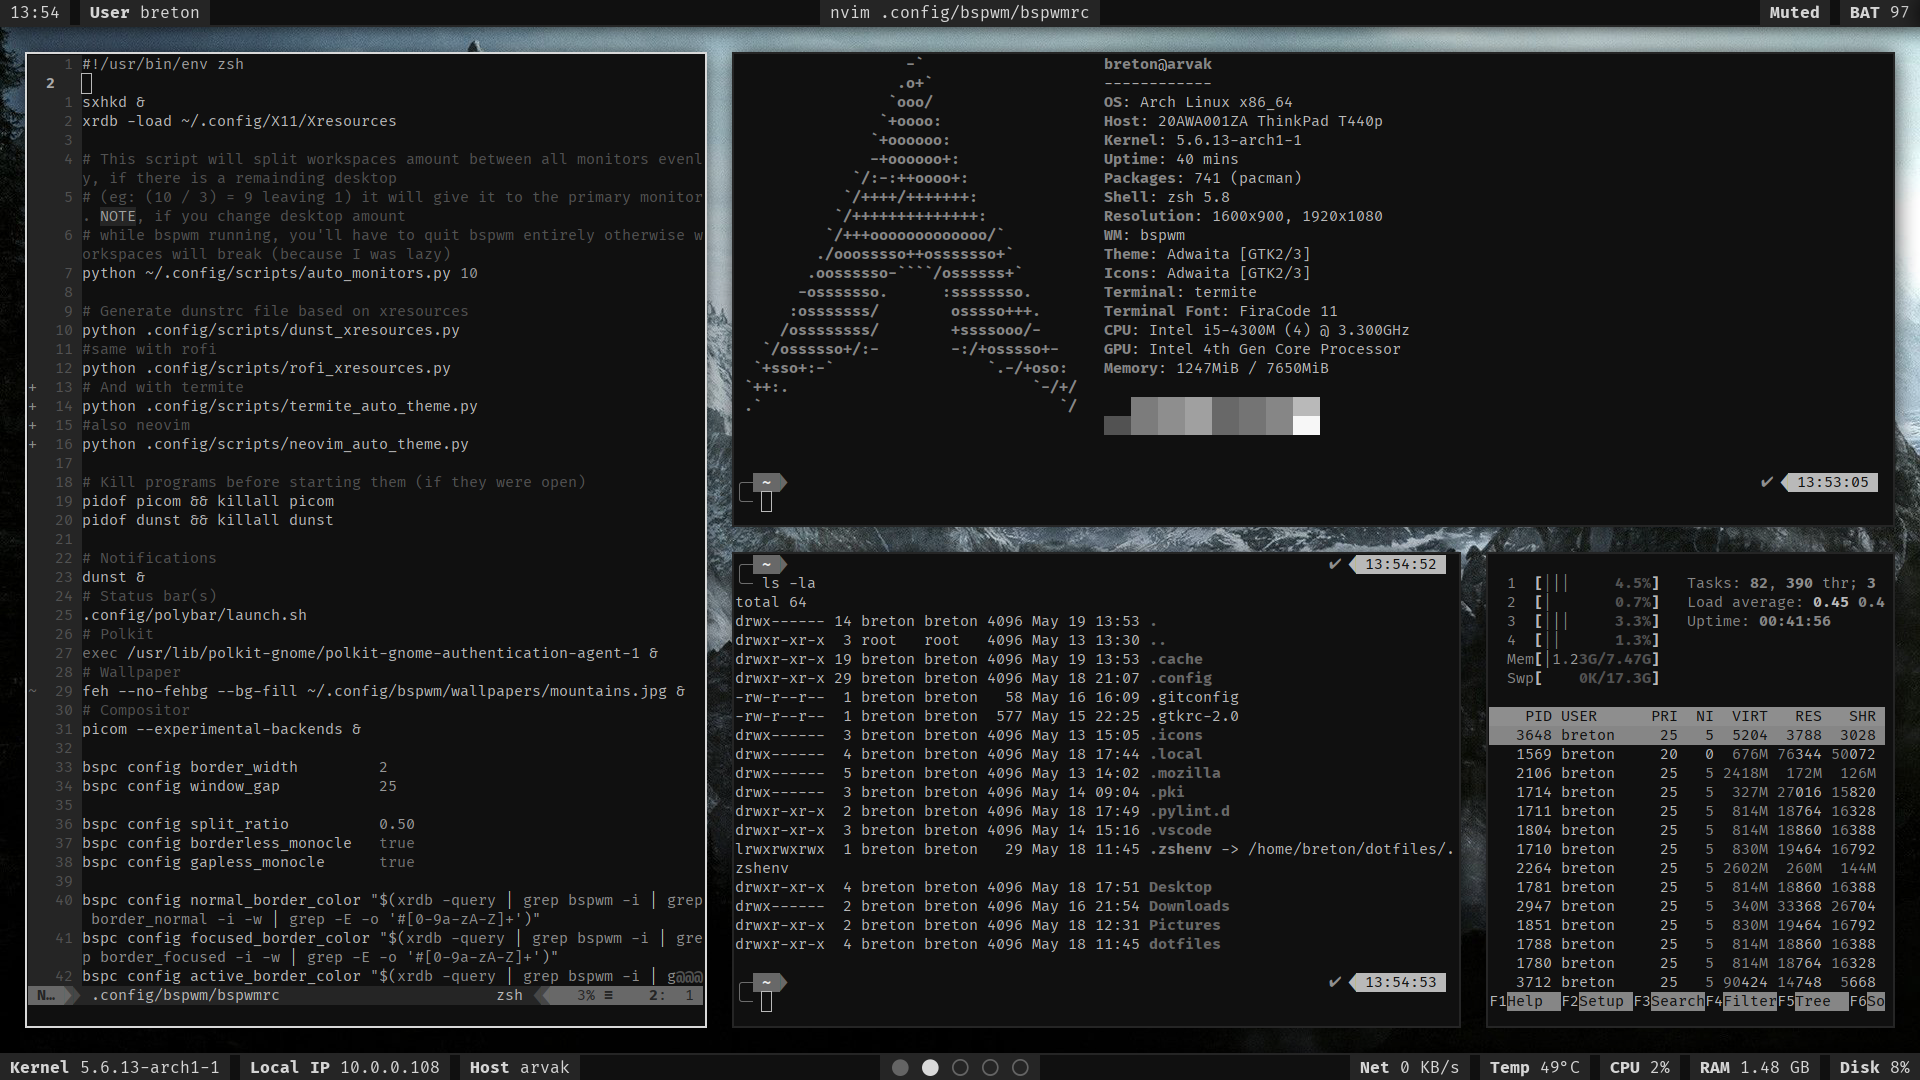 13:54 User breton nvim .config/bspwm/bspwmrc Muted BAT 97
1 #!/usr/bin/env zsh
2
1 sxhkd &
2 xrdb -load ~/.config/X11/Xresources
3
4 # This script will split workspaces amount between all monitors evenl
y, if there is a remainding desktop
5 # (eg: (10 / 3) = 9 leaving 1) it will give it to the primary monitor
. NOTE, if you change desktop amount
6 # while bspwm running, you'll have to quit bspwm entirely otherwise w
orkspaces will break (because I was lazy)
7 python ~/.config/scripts/auto_monitors.py 10
8
9 # Generate dunstrc file based on xresources
10 python .config/scripts/dunst_xresources.py
11 #same with rofi
12 python .config/scripts/rofi_xresources.py
+ 13 # And with termite
+ 14 python .config/scripts/termite_auto_theme.py
+ 15 #also neovim
+ 16 python .config/scripts/neovim_auto_theme.py
17
18 # Kill programs before starting them (if they were open)
19 pidof picom && killall picom
20 pidof dunst && killall dunst
21
22 # Notifications
23 dunst &
24 # Status bar(s)
25 .config/polybar/launch.sh
26 # Polkit
27 exec /usr/lib/polkit-gnome/polkit-gnome-authentication-agent-1 &
28 # Wallpaper
~ 29 feh --no-fehbg --bg-fill ~/.config/bspwm/wallpapers/mountains.jpg &
30 # Compositor
31 picom --experimental-backends &
32
33 bspc config border_width 2
34 bspc config window_gap 25
35
36 bspc config split_ratio 0.50
37 bspc config borderless_monocle true
38 bspc config gapless_monocle true
39
40 bspc config normal_border_color "$(xrdb -query | grep bspwm -i | grep
border_normal -i -w | grep -E -o '#[0-9a-zA-Z]+')"
41 bspc config focused_border_color "$(xrdb -query | grep bspwm -i | gre
p border_focused -i -w | grep -E -o '#[0-9a-zA-Z]+')"
42 bspc config active_border_color "$(xrdb -query | grep bspwm -i | g@@@
N… .config/bspwm/bspwmrc zsh 3% ≡ 2: 1
-`
.o+`
`ooo/
`+oooo:
`+oooooo:
-+oooooo+:
`/:-:++oooo+:
`/++++/+++++++:
`/++++++++++++++:
`/+++ooooooooooooo/`
./ooosssso++osssssso+`
.oossssso-````/ossssss+`
-osssssso. :ssssssso.
:osssssss/ osssso+++.
/ossssssss/ +ssssooo/-
`/ossssso+/:- -:/+osssso+-
`+sso+:-` `.-/+oso:
`++:. `-/+/
.` `/
breton@arvak
------------
OS: Arch Linux x86_64
Host: 20AWA001ZA ThinkPad T440p
Kernel: 5.6.13-arch1-1
Uptime: 40 mins
Packages: 741 (pacman)
Shell: zsh 5.8
Resolution: 1600x900, 1920x1080
WM: bspwm
Theme: Adwaita [GTK2/3]
Icons: Adwaita [GTK2/3]
Terminal: termite
Terminal Font: FiraCode 11
CPU: Intel i5-4300M (4) @ 3.300GHz
GPU: Intel 4th Gen Core Processor
Memory: 1247MiB / 7650MiB
~ ✔ 13:53:05
~ ✔ 13:54:52
ls -la
total 64
drwx------ 14 breton breton 4096 May 19 13:53 .
drwxr-xr-x 3 root root 4096 May 13 13:30 ..
drwxr-xr-x 19 breton breton 4096 May 19 13:53 .cache
drwxr-xr-x 29 breton breton 4096 May 18 21:07 .config
-rw-r--r-- 1 breton breton 58 May 16 16:09 .gitconfig
-rw-r--r-- 1 breton breton 577 May 15 22:25 .gtkrc-2.0
drwxr-xr-x 3 breton breton 4096 May 13 15:05 .icons
drwx------ 4 breton breton 4096 May 18 17:44 .local
drwx------ 5 breton breton 4096 May 13 14:02 .mozilla
drwx------ 3 breton breton 4096 May 14 09:04 .pki
drwxr-xr-x 2 breton breton 4096 May 18 17:49 .pylint.d
drwxr-xr-x 3 breton breton 4096 May 14 15:16 .vscode
lrwxrwxrwx 1 breton breton 29 May 18 11:45 .zshenv -> /home/breton/dotfiles/.
zshenv
drwxr-xr-x 4 breton breton 4096 May 18 17:51 Desktop
drwx------ 2 breton breton 4096 May 16 21:54 Downloads
drwxr-xr-x 2 breton breton 4096 May 18 12:31 Pictures
drwxr-xr-x 4 breton breton 4096 May 18 11:45 dotfiles
~ ✔ 13:54:53
1 [||| 4.5%] Tasks: 82, 390 thr; 3
2 [| 0.7%] Load average: 0.45 0.4
3 [||| 3.3%] Uptime: 00:41:56
4 [|| 1.3%]
Mem[|1.23G/7.47G]
Swp[ 0K/17.3G]
PID USER PRI NI VIRT RES SHR
3648 breton 25 5 5204 3788 3028
1569 breton 20 0 676M 76344 50072
2106 breton 25 5 2418M 172M 126M
1714 breton 25 5 327M 27016 15820
1711 breton 25 5 814M 18764 16328
1804 breton 25 5 814M 18860 16388
1710 breton 25 5 830M 19464 16792
2264 breton 25 5 2602M 260M 144M
1781 breton 25 5 814M 18860 16388
2947 breton 25 5 340M 33368 26704
1851 breton 25 5 830M 19464 16792
1788 breton 25 5 814M 18860 16388
1780 breton 25 5 814M 18764 16328
3712 breton 25 5 90424 14748 5668
F1Help F2Setup F3SearchF4FilterF5Tree F6So
Kernel 5.6.13-arch1-1 Local IP 10.0.0.108 Host arvak Net 0 KB/s Temp 49°C CPU 2% RAM 1.48 GB Disk 8%